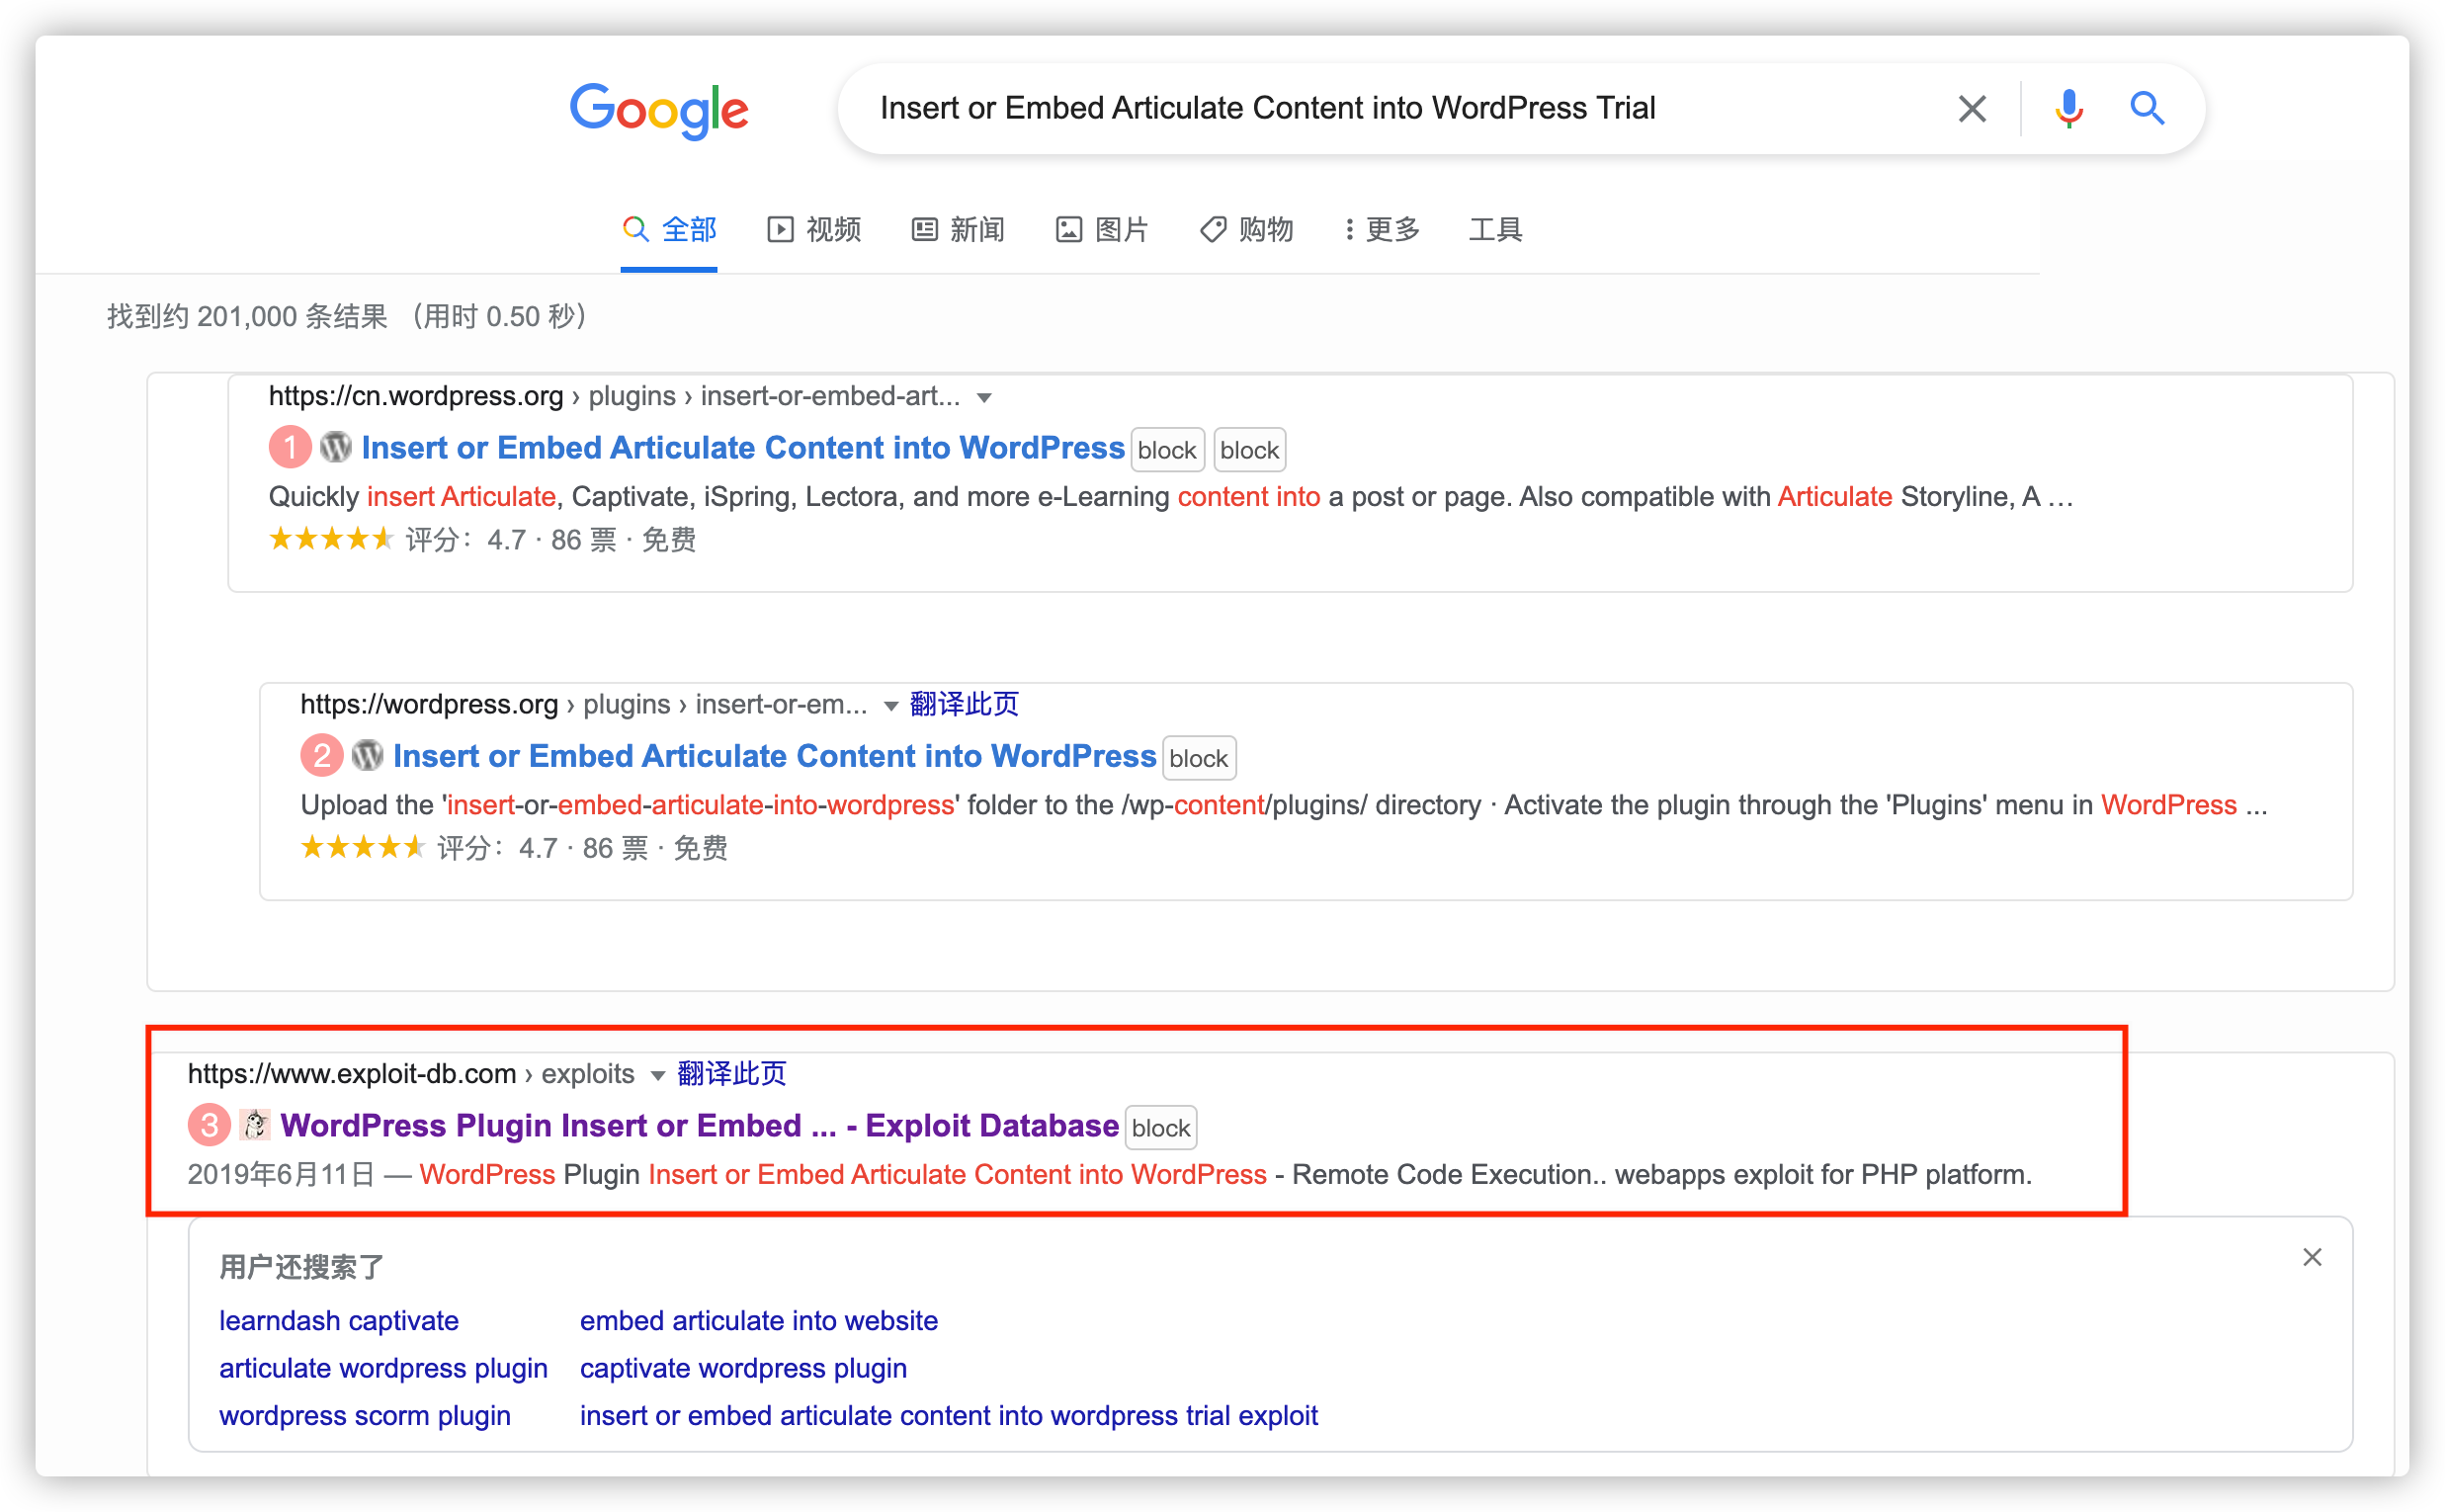 Google
Insert or Embed Articulate Content into WordPress Trial
全部 视频 新闻 图片 购物 更多 工具
找到约 201,000 条结果 （用时 0.50 秒）
https://cn.wordpress.org › plugins › insert-or-embed-art...
1 Insert or Embed Articulate Content into WordPress block block
Quickly insert Articulate, Captivate, iSpring, Lectora, and more e-Learning content into a post or page. Also compatible with Articulate Storyline, A ...
评分：4.7 · 86 票 · 免费
https://wordpress.org › plugins › insert-or-em... 翻译此页
2 Insert or Embed Articulate Content into WordPress block
Upload the 'insert-or-embed-articulate-into-wordpress' folder to the /wp-content/plugins/ directory · Activate the plugin through the 'Plugins' menu in WordPress ...
评分：4.7 · 86 票 · 免费
https://www.exploit-db.com › exploits 翻译此页
3 WordPress Plugin Insert or Embed ... - Exploit Database block
2019年6月11日 — WordPress Plugin Insert or Embed Articulate Content into WordPress - Remote Code Execution.. webapps exploit for PHP platform.
用户还搜索了
learndash captivate embed articulate into website
articulate wordpress plugin captivate wordpress plugin
wordpress scorm plugin insert or embed articulate content into wordpress trial exploit